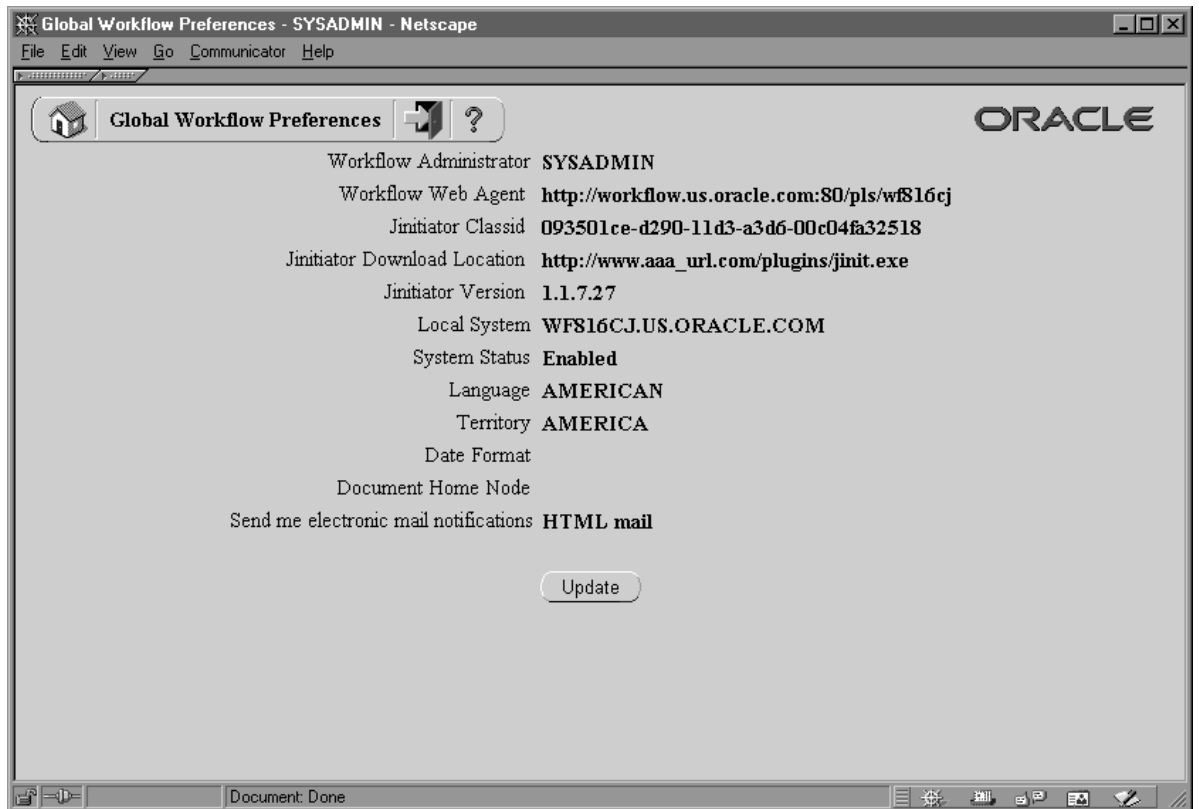 Global Workflow Preferences - SYSADMIN - Netscape
File Edit View Go Communicator Help
Global Workflow Preferences ?
ORACLE
Workflow Administrator SYSADMIN
Workflow Web Agent http://workflow.us.oracle.com:80/pls/wf816cj
Jinitiator Classid 093501ce-d290-11d3-a3d6-00c04fa32518
Jinitiator Download Location http://www.aaa_url.com/plugins/jinit.exe
Jinitiator Version 1.1.7.27
Local System WF816CJ.US.ORACLE.COM
System Status Enabled
Language AMERICAN
Territory AMERICA
Date Format
Document Home Node
Send me electronic mail notifications HTML mail
Update
Document: Done